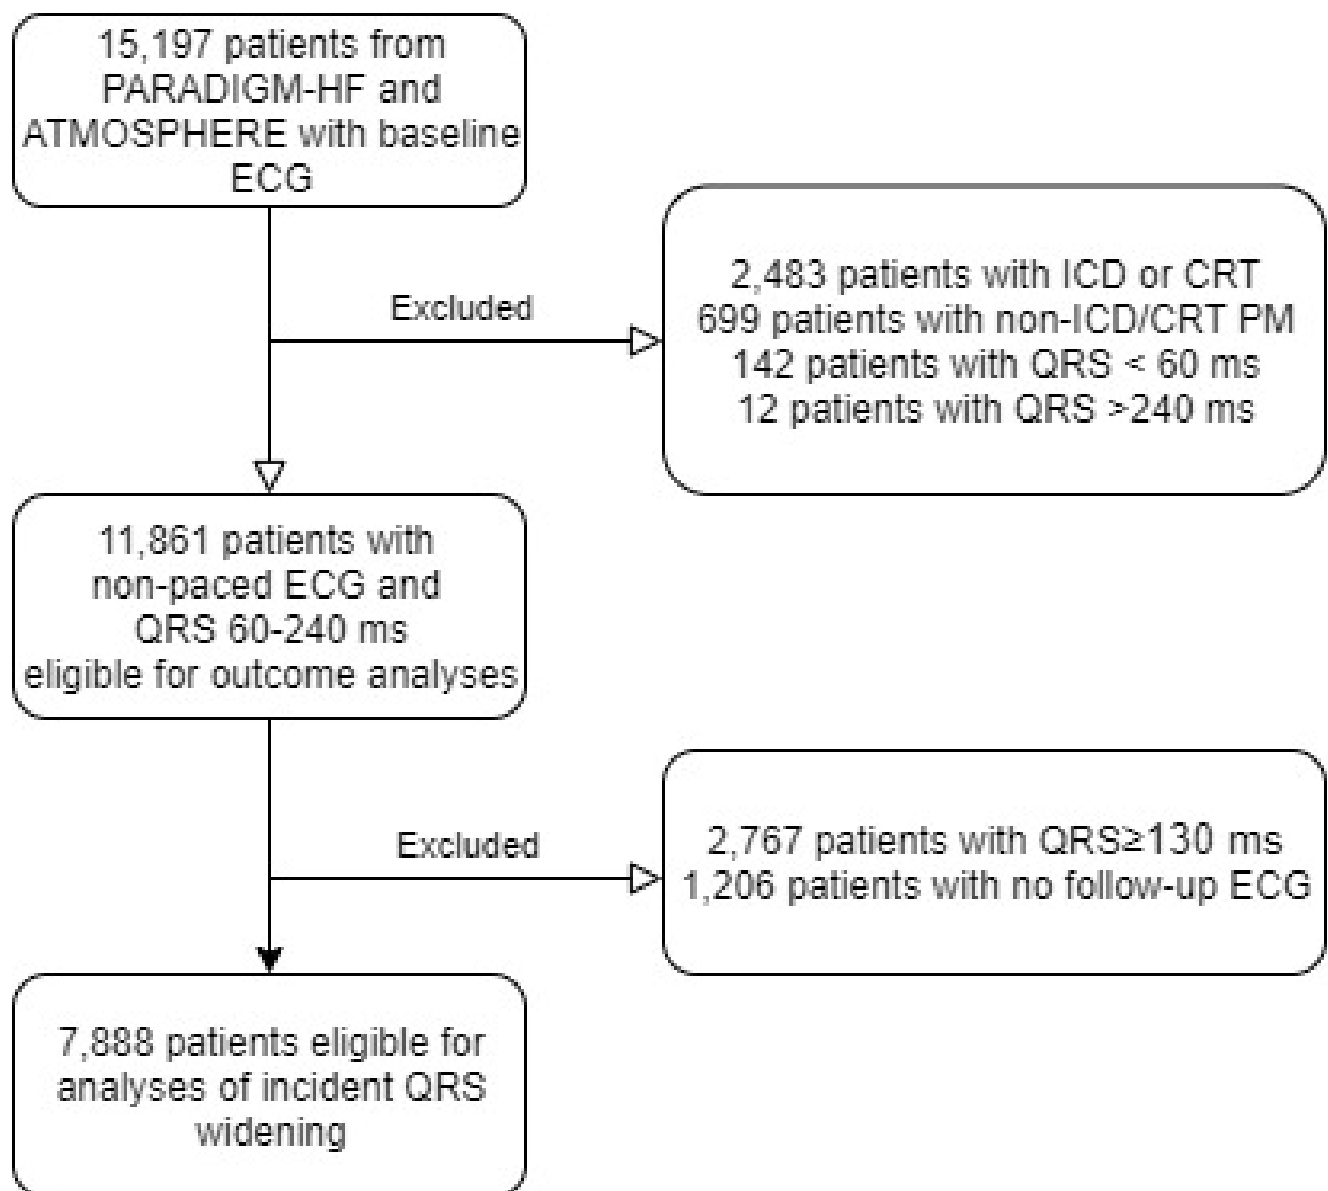 15,197 patients from
PARADIGM-HF and
ATMOSPHERE with baseline
ECG
Excluded
2,483 patients with ICD or CRT
699 patients with non-ICD/CRT PM
142 patients with QRS < 60 ms
12 patients with QRS >240 ms
11,861 patients with
non-paced ECG and
QRS 60-240 ms
eligible for outcome analyses
Excluded
2,767 patients with QRS≥130 ms
1,206 patients with no follow-up ECG
7,888 patients eligible for
analyses of incident QRS
widening